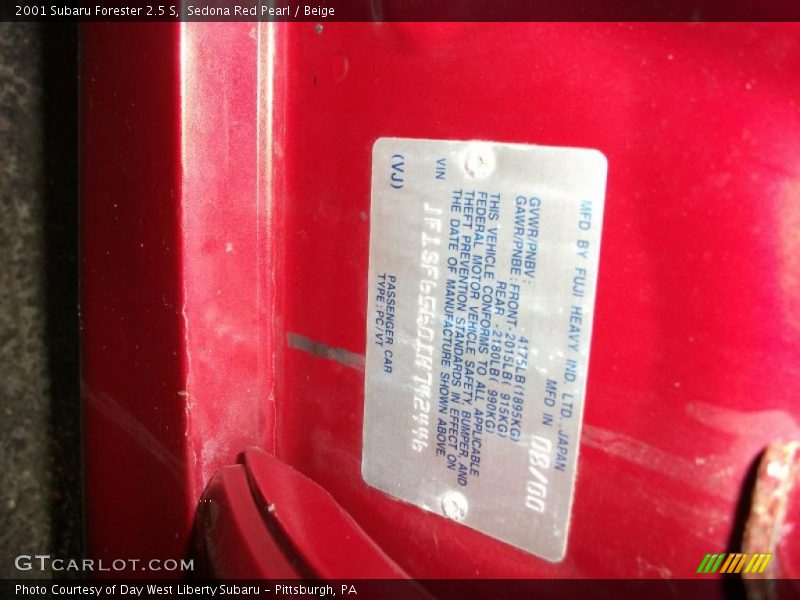 2001 Subaru Forester 2.5 S, Sedona Red Pearl / Beige
MFD BY FUJI HEAVY IND. LTD. JAPAN
MFD IN 08/00
GVWR/PNBV: 4175LB(1895KG)
GAWR/PNBE: FRONT-2015LB( 915KG)
REAR -2180LB( 990KG)
THIS VEHICLE CONFORMS TO ALL APPLICABLE
FEDERAL MOTOR VEHICLE SAFETY, BUMPER, AND
THEFT PREVENTION STANDARDS IN EFFECT ON
THE DATE OF MANUFACTURE SHOWN ABOVE.
VIN
PASSENGER CAR
(VJ) TYPE:PC/VT
GTCARLOT.COM
Photo Courtesy of Day West Liberty Subaru - Pittsburgh, PA